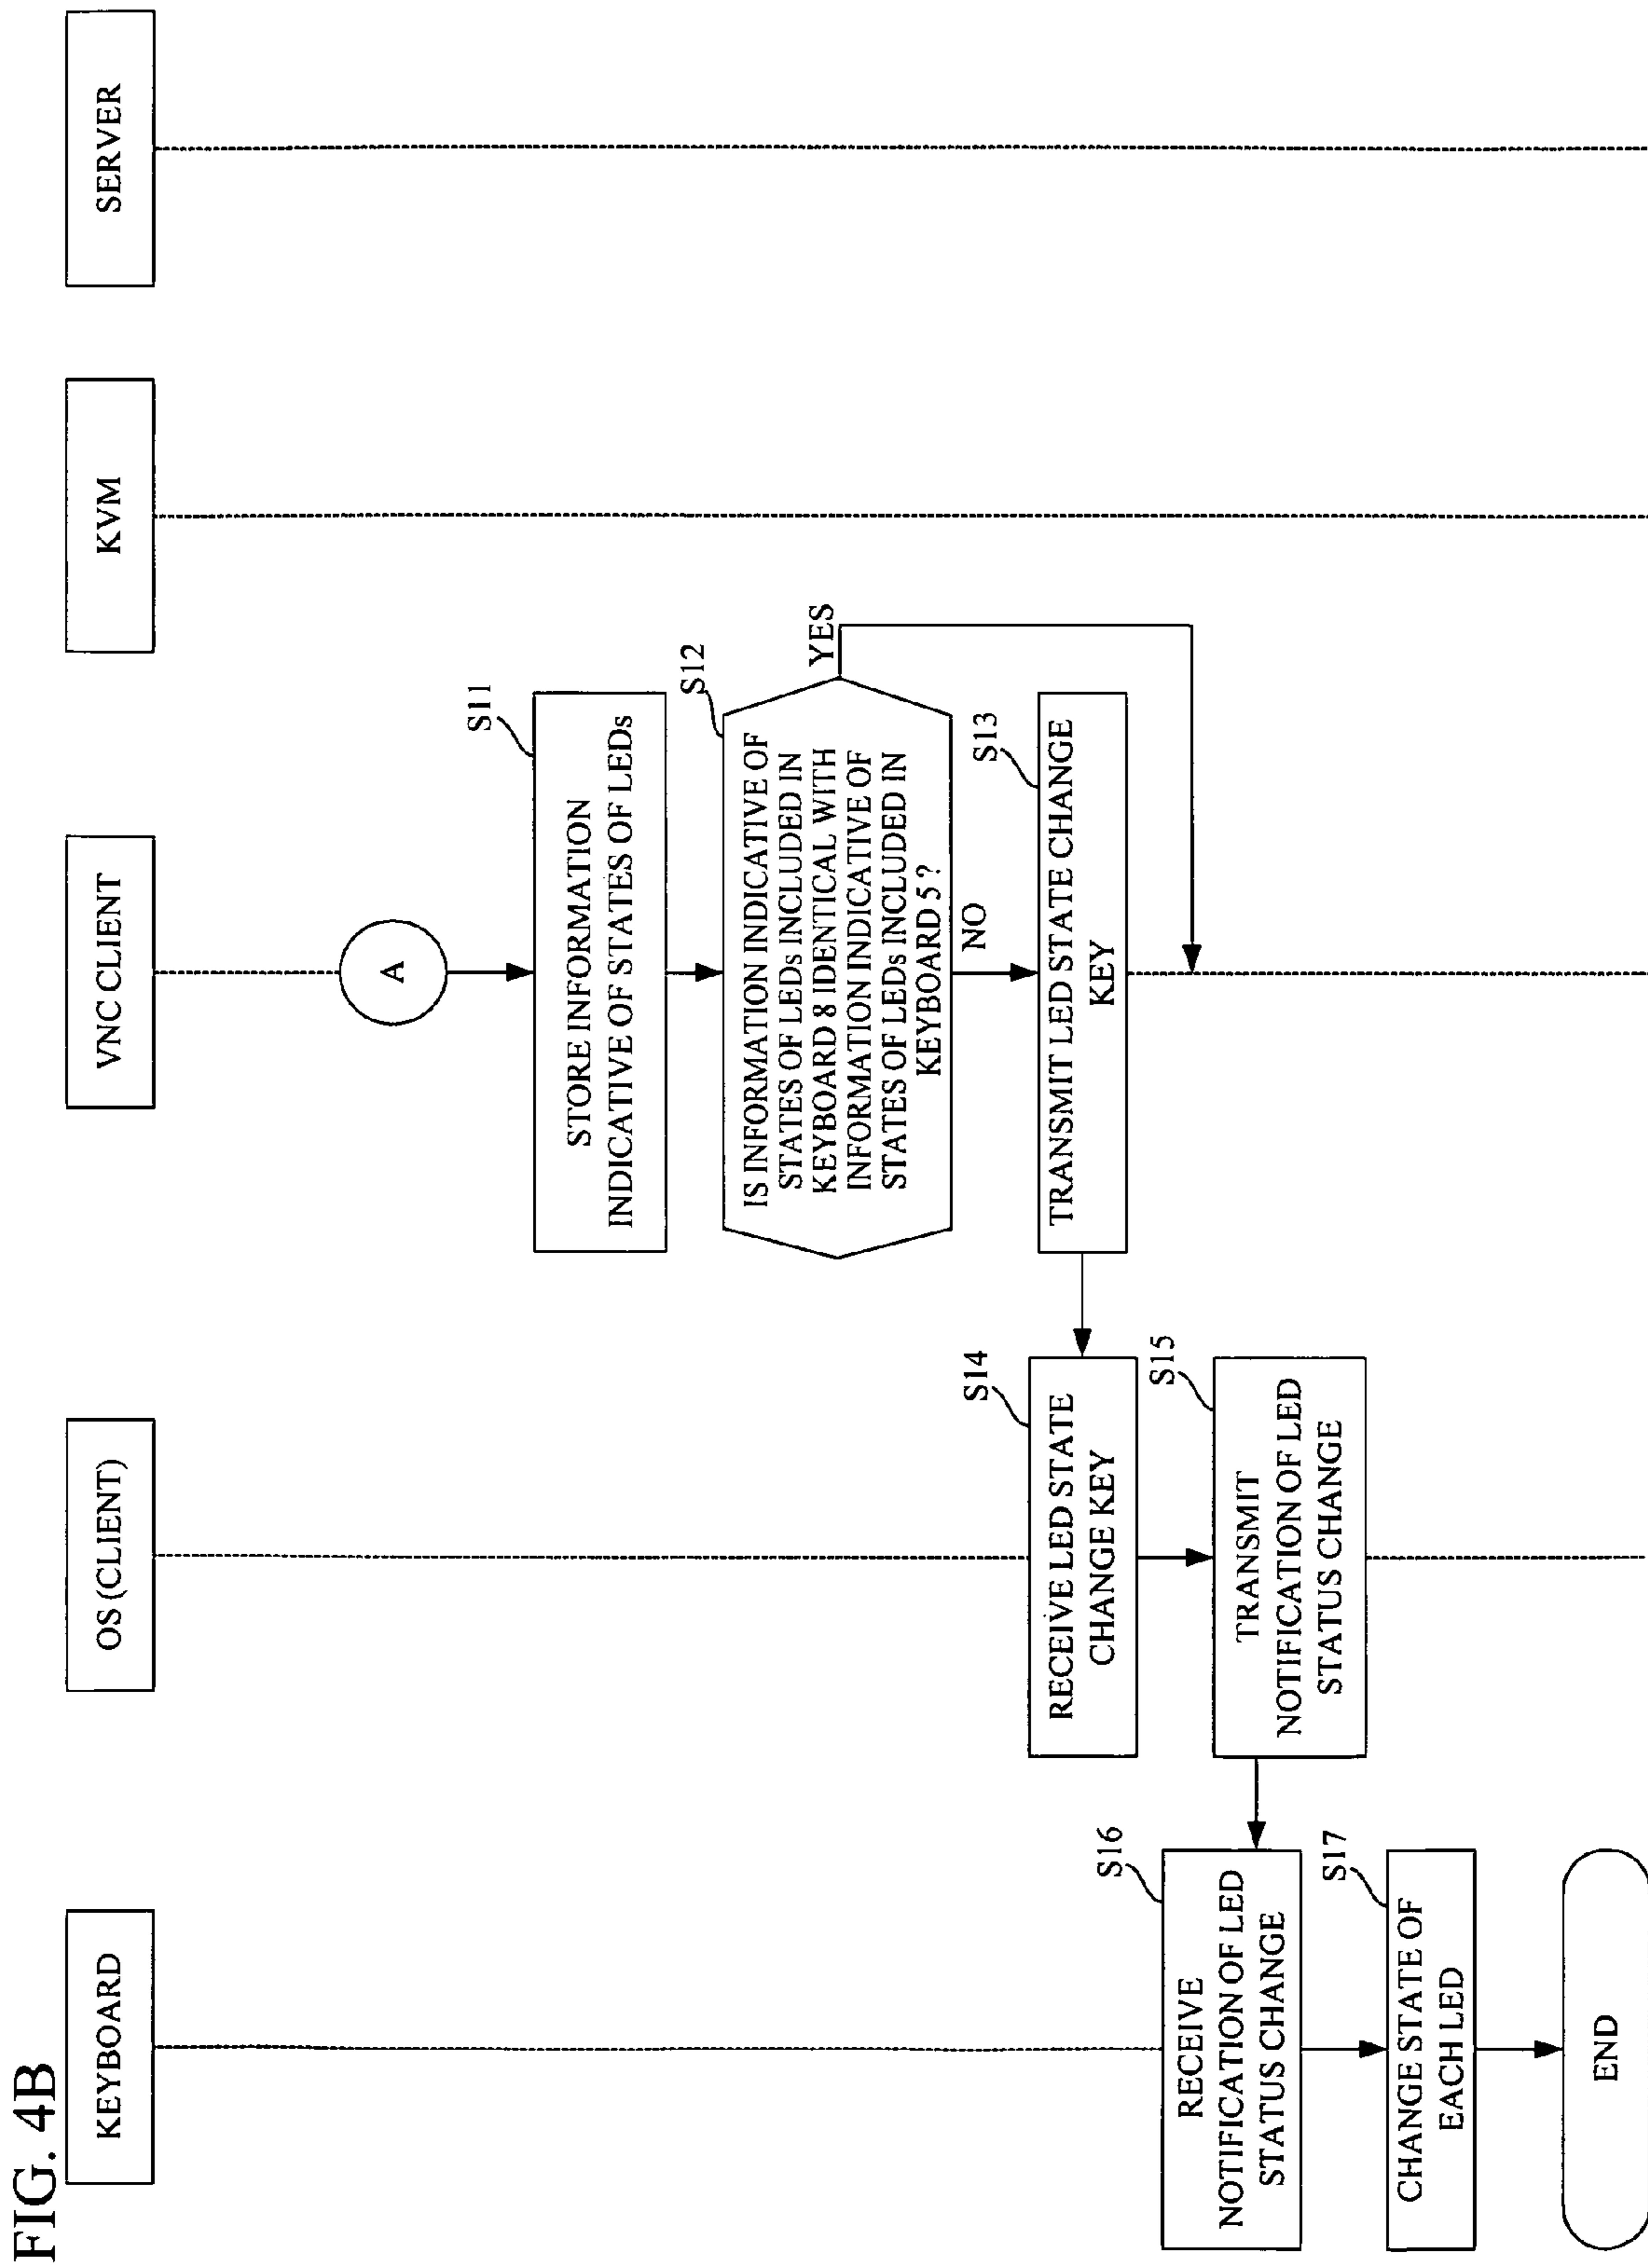 FIG. 4B
KEYBOARD
OS (CLIENT)
VNC CLIENT
KVM
SERVER
A
S11
STORE INFORMATION
INDICATIVE OF STATES OF LEDs
S12
IS INFORMATION INDICATIVE OF
STATES OF LEDs INCLUDED IN
KEYBOARD 8 IDENTICAL WITH
INFORMATION INDICATIVE OF
STATES OF LEDs INCLUDED IN
KEYBOARD 5 ?
YES
NO
S13
TRANSMIT LED STATE CHANGE
KEY
S14
RECEIVE LED STATE
CHANGE KEY
S15
TRANSMIT
NOTIFICATION OF LED
STATUS CHANGE
S16
RECEIVE
NOTIFICATION OF LED
STATUS CHANGE
S17
CHANGE STATE OF
EACH LED
END